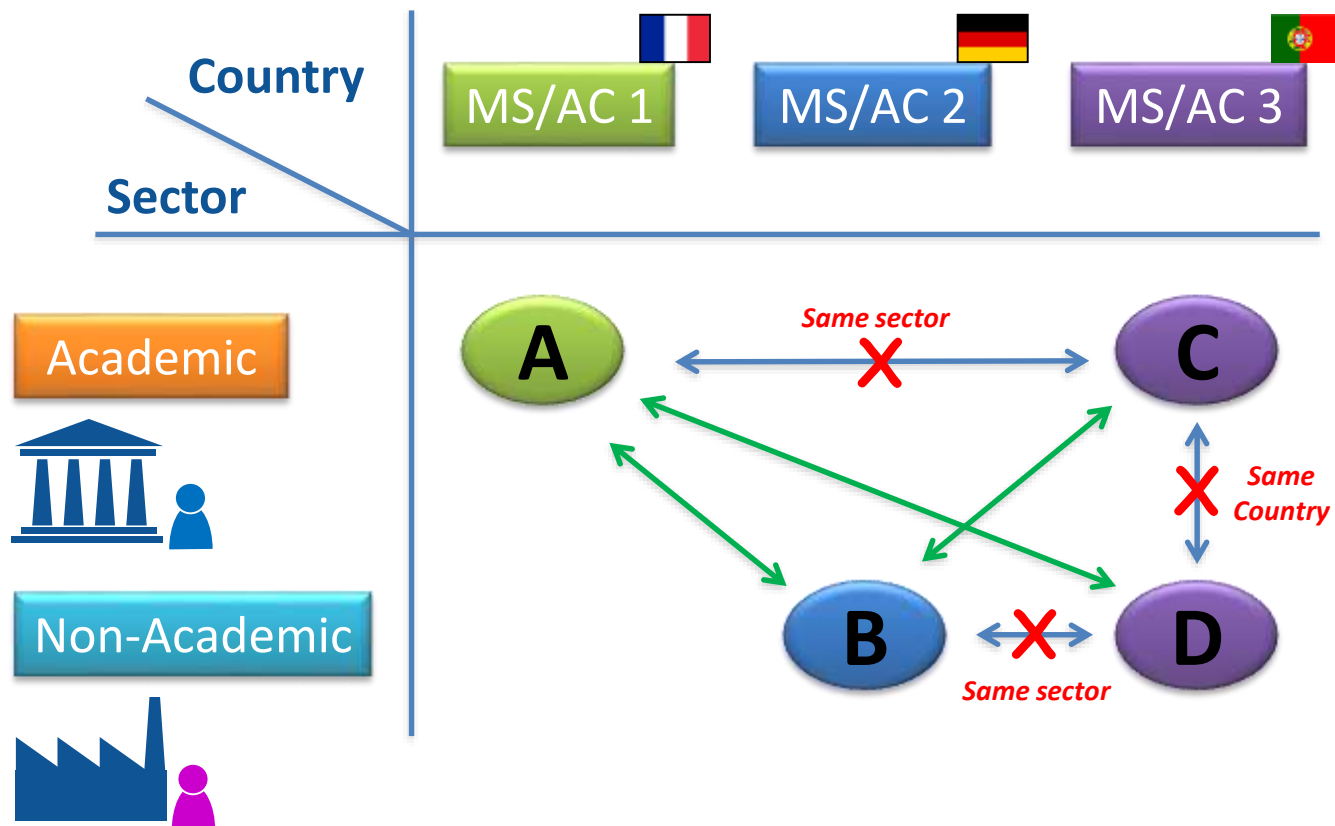 Country
MS/AC 1
MS/AC 2
MS/AC 3
Sector
Academic
A
Same sector
C
Same
Country
Non-Academic
B
D
Same sector